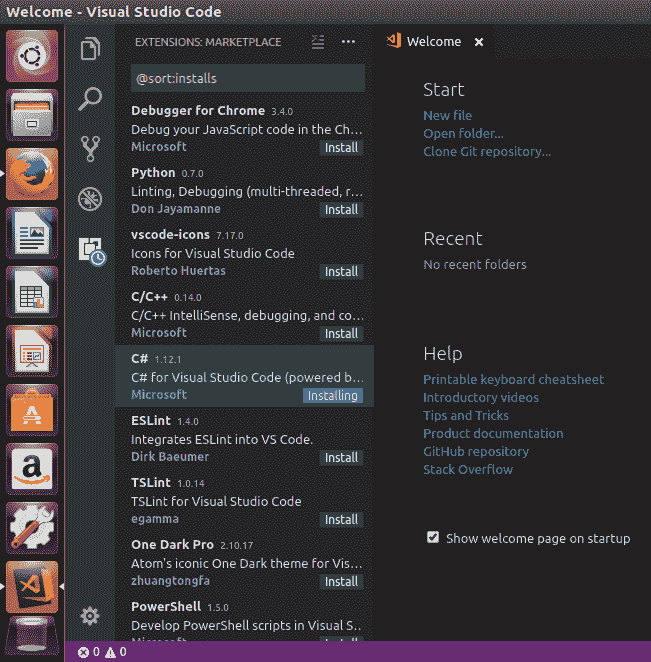 Welcome - Visual Studio Code
EXTENSIONS: MARKETPLACE
@sort:installs
Debugger for Chrome 3.4.0
Debug your JavaScript code in the Ch...
Microsoft Install
Python 0.7.0
Linting, Debugging (multi-threaded, r...
Don Jayamanne Install
vscode-icons 7.17.0
Icons for Visual Studio Code
Roberto Huertas Install
C/C++ 0.14.0
C/C++ IntelliSense, debugging, and co...
Microsoft Install
C# 1.12.1
C# for Visual Studio Code (powered b...
Microsoft Installing
ESLint 1.4.0
Integrates ESLint into VS Code.
Dirk Baeumer Install
TSLint 1.0.14
TSLint for Visual Studio Code
egamma Install
One Dark Pro 2.10.17
Atom's iconic One Dark theme for Vis...
zhuangtongfa Install
PowerShell 1.5.0
Develop PowerShell scripts in Visual S...
Microsoft Install
Welcome
Start
New file
Open folder...
Clone Git repository...
Recent
No recent folders
Help
Printable keyboard cheatsheet
Introductory videos
Tips and Tricks
Product documentation
GitHub repository
Stack Overflow
Show welcome page on startup
0 0